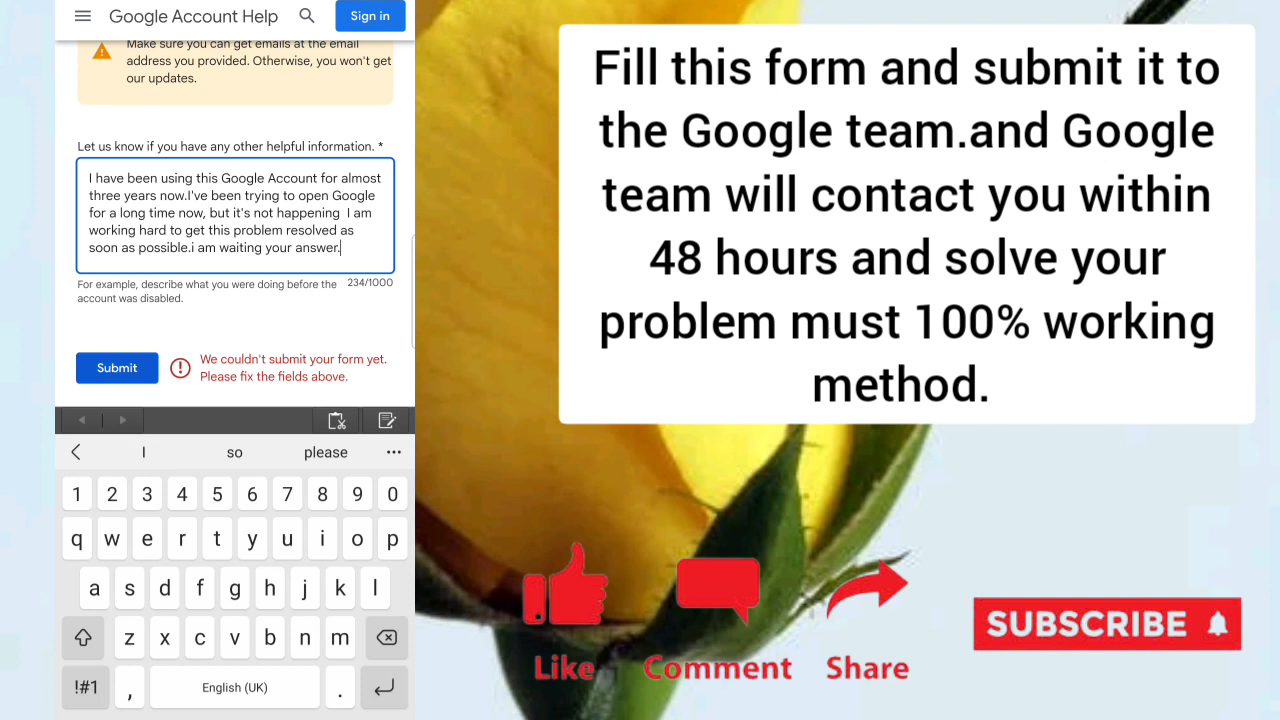 Google Account Help
Sign in
Make sure you can get emails at the email
address you provided. Otherwise, you won't get
our updates.
Let us know if you have any other helpful information. *
I have been using this Google Account for almost
three years now.I've been trying to open Google
for a long time now, but it's not happening  I am
working hard to get this problem resolved as
soon as possible.i am waiting your answer.
For example, describe what you were doing before the
account was disabled.
234/1000
Submit
We couldn't submit your form yet.
Please fix the fields above.
I so please
1 2 3 4 5 6 7 8 9 0
q w e r t y u i o p
a s d f g h j k l
z x c v b n m
!#1 , English (UK) .
Fill this form and submit it to
the Google team.and Google
team will contact you within
48 hours and solve your
problem must 100% working
method.
Like Comment Share
SUBSCRIBE